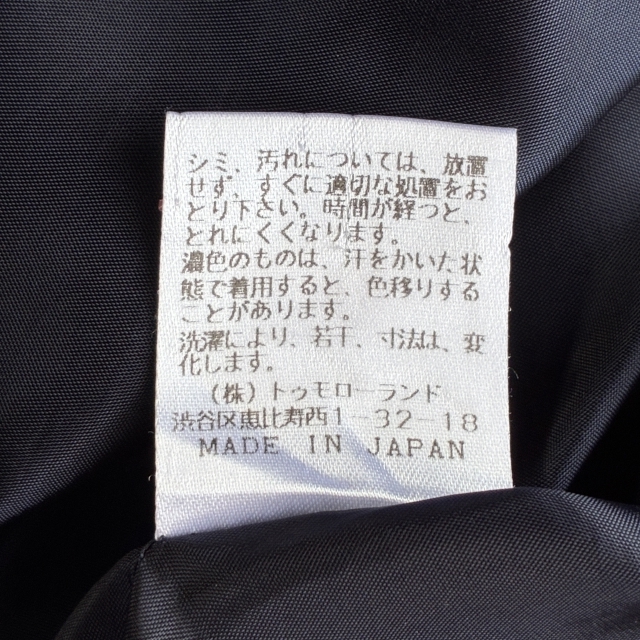 シミ、汚れについては、放置
せず、すぐに適切な処置をお
とり下さい。時間が経つと、
とれにくくなります。
濃色のものは、汗をかいた状
態で着用すると、色移りする
ことがあります。
洗濯により、若干、寸法は、変
化します。
(株)トゥモローランド
渋谷区恵比寿西1-32-18
MADE IN JAPAN